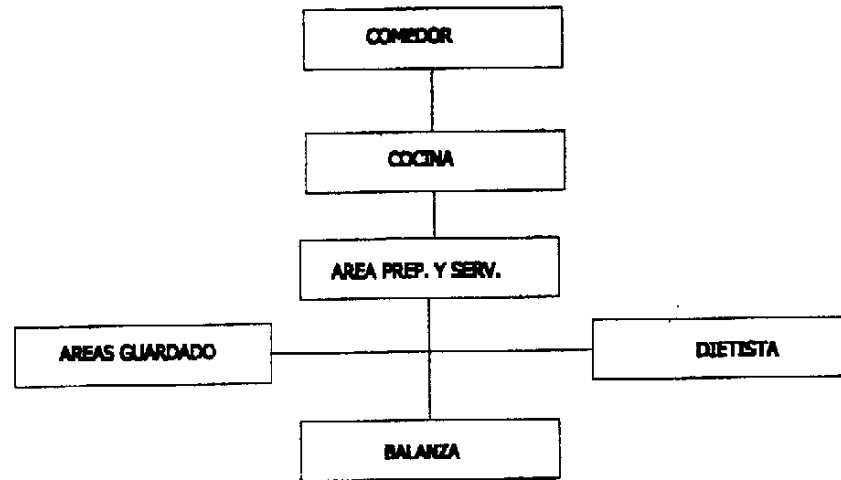 COMEDOR
COCINA
AREA PREP. Y SERV.
AREAS GUARDADO
DIETISTA
BALANZA